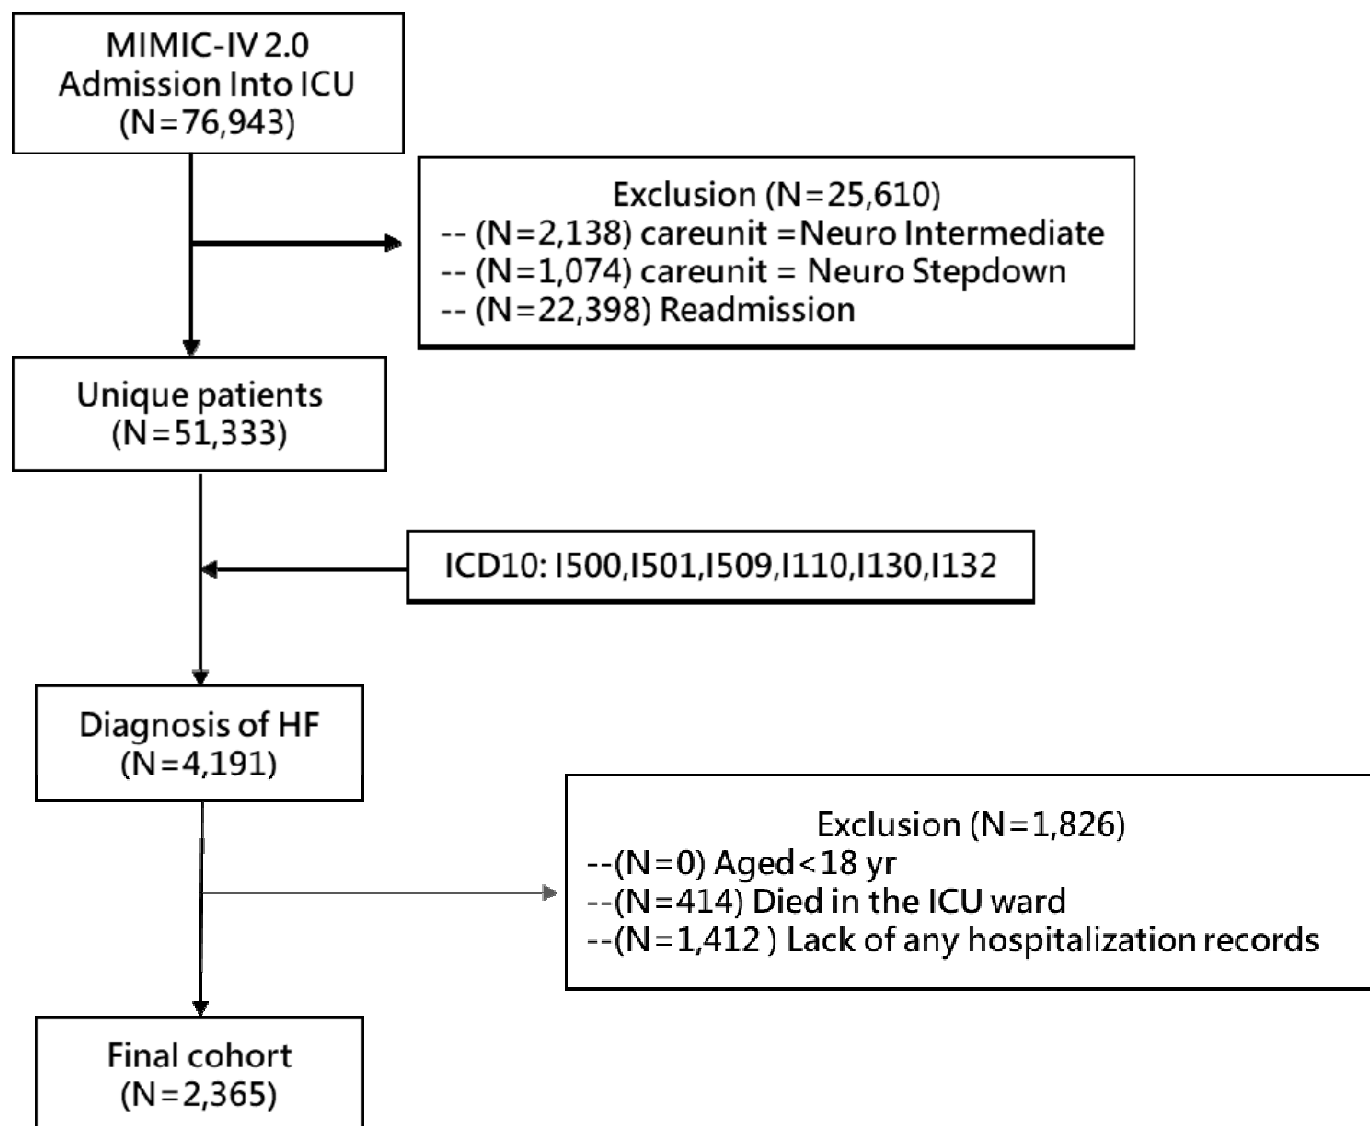 MIMIC-IV 2.0
Admission Into ICU
(N=76,943)
Exclusion (N=25,610)
-- (N=2,138) careunit =Neuro Intermediate
-- (N=1,074) careunit = Neuro Stepdown
-- (N=22,398) Readmission
Unique patients
(N=51,333)
ICD10: I500,I501,I509,I110,I130,I132
Diagnosis of HF
(N=4,191)
Exclusion (N=1,826)
--(N=0) Aged<18 yr
--(N=414) Died in the ICU ward
--(N=1,412 ) Lack of any hospitalization records
Final cohort
(N=2,365)